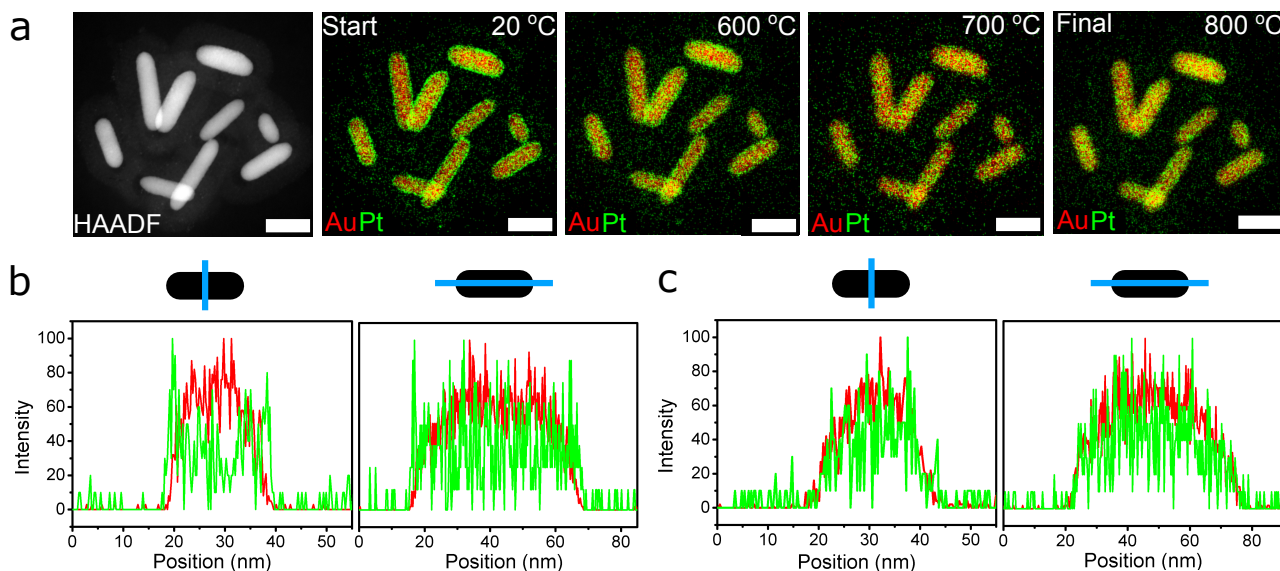 a
HAADF
Start 20 °C
AuPt
600 °C
AuPt
700 °C
AuPt
Final 800 °C
AuPt
b
c
Intensity
100
80
60
40
20
0
0 10 20 30 40 50
Position (nm)
0 20 40 60 80
Position (nm)
Intensity
100
80
60
40
20
0
0 10 20 30 40 50
Position (nm)
0 20 40 60 80
Position (nm)